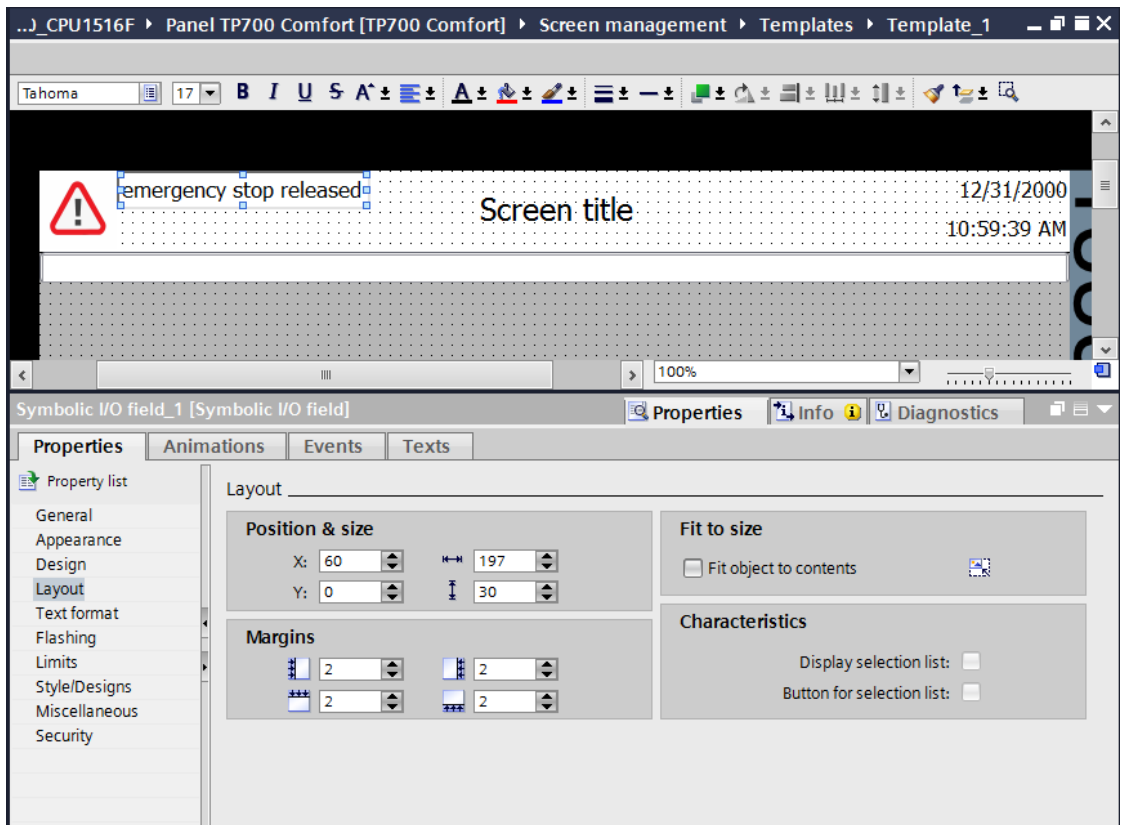 ...)_CPU1516F ▸ Panel TP700 Comfort [TP700 Comfort] ▸ Screen management ▸ Templates ▸ Template_1
Tahoma 17 B I U S A
emergency stop released
Screen title
12/31/2000
10:59:39 AM
100%
Symbolic I/O field_1 [Symbolic I/O field]
Properties Info Diagnostics
Properties Animations Events Texts
Property list
General
Appearance
Design
Layout
Text format
Flashing
Limits
Style/Designs
Miscellaneous
Security
Layout
Position & size
X: 60 197
Y: 0 30
Margins
2 2
2 2
Fit to size
Fit object to contents
Characteristics
Display selection list:
Button for selection list: